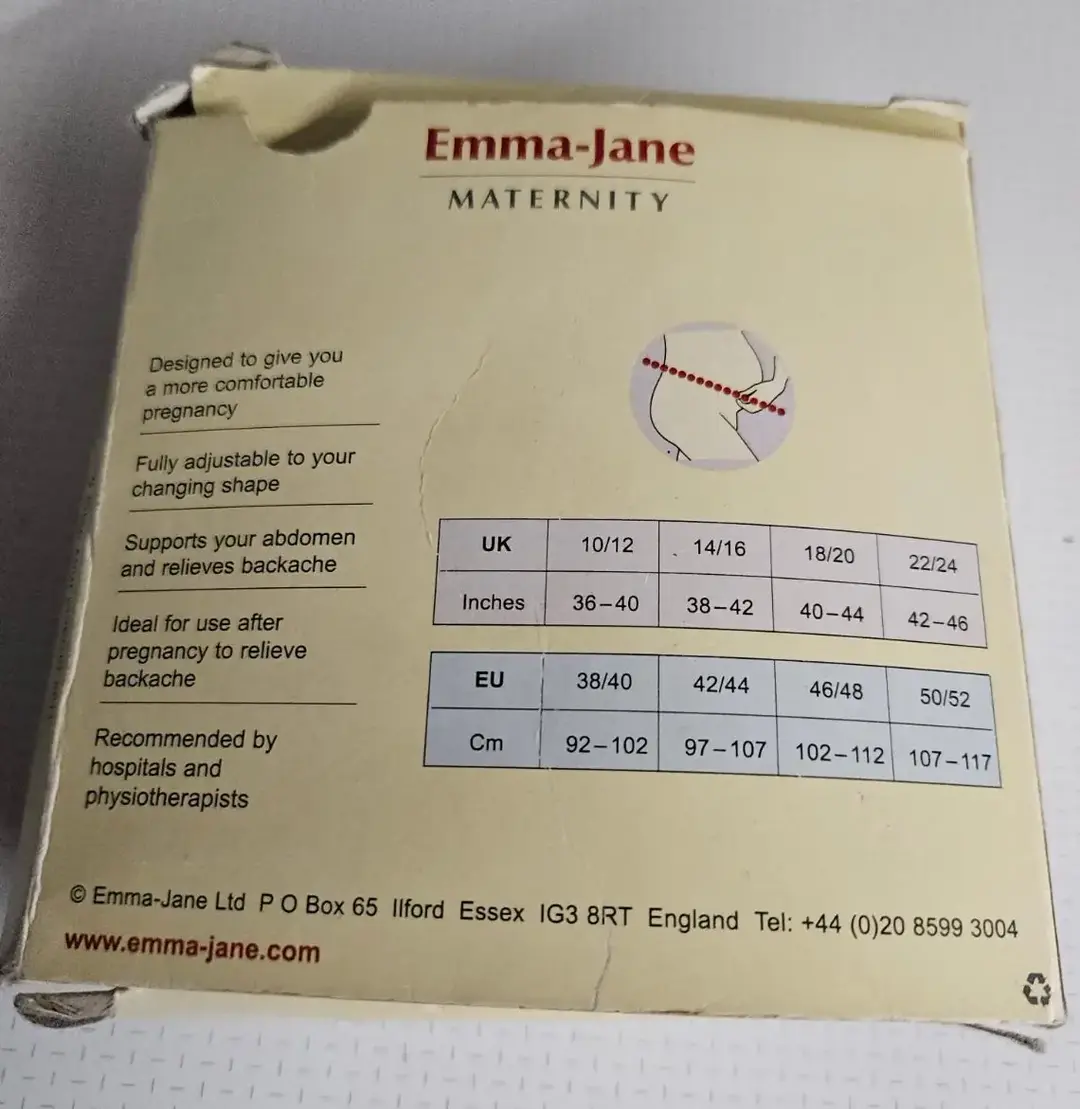 Emma-Jane
MATERNITY
Designed to give you
a more comfortable
pregnancy
Fully adjustable to your
changing shape
Supports your abdomen
and relieves backache
Ideal for use after
pregnancy to relieve
backache
Recommended by
hospitals and
physiotherapists
UK 10/12 14/16 18/20 22/24
Inches 36–40 38–42 40–44 42–46
EU 38/40 42/44 46/48 50/52
Cm 92–102 97–107 102–112 107–117
© Emma-Jane Ltd P O Box 65 Ilford Essex IG3 8RT England Tel: +44 (0)20 8599 3004
www.emma-jane.com